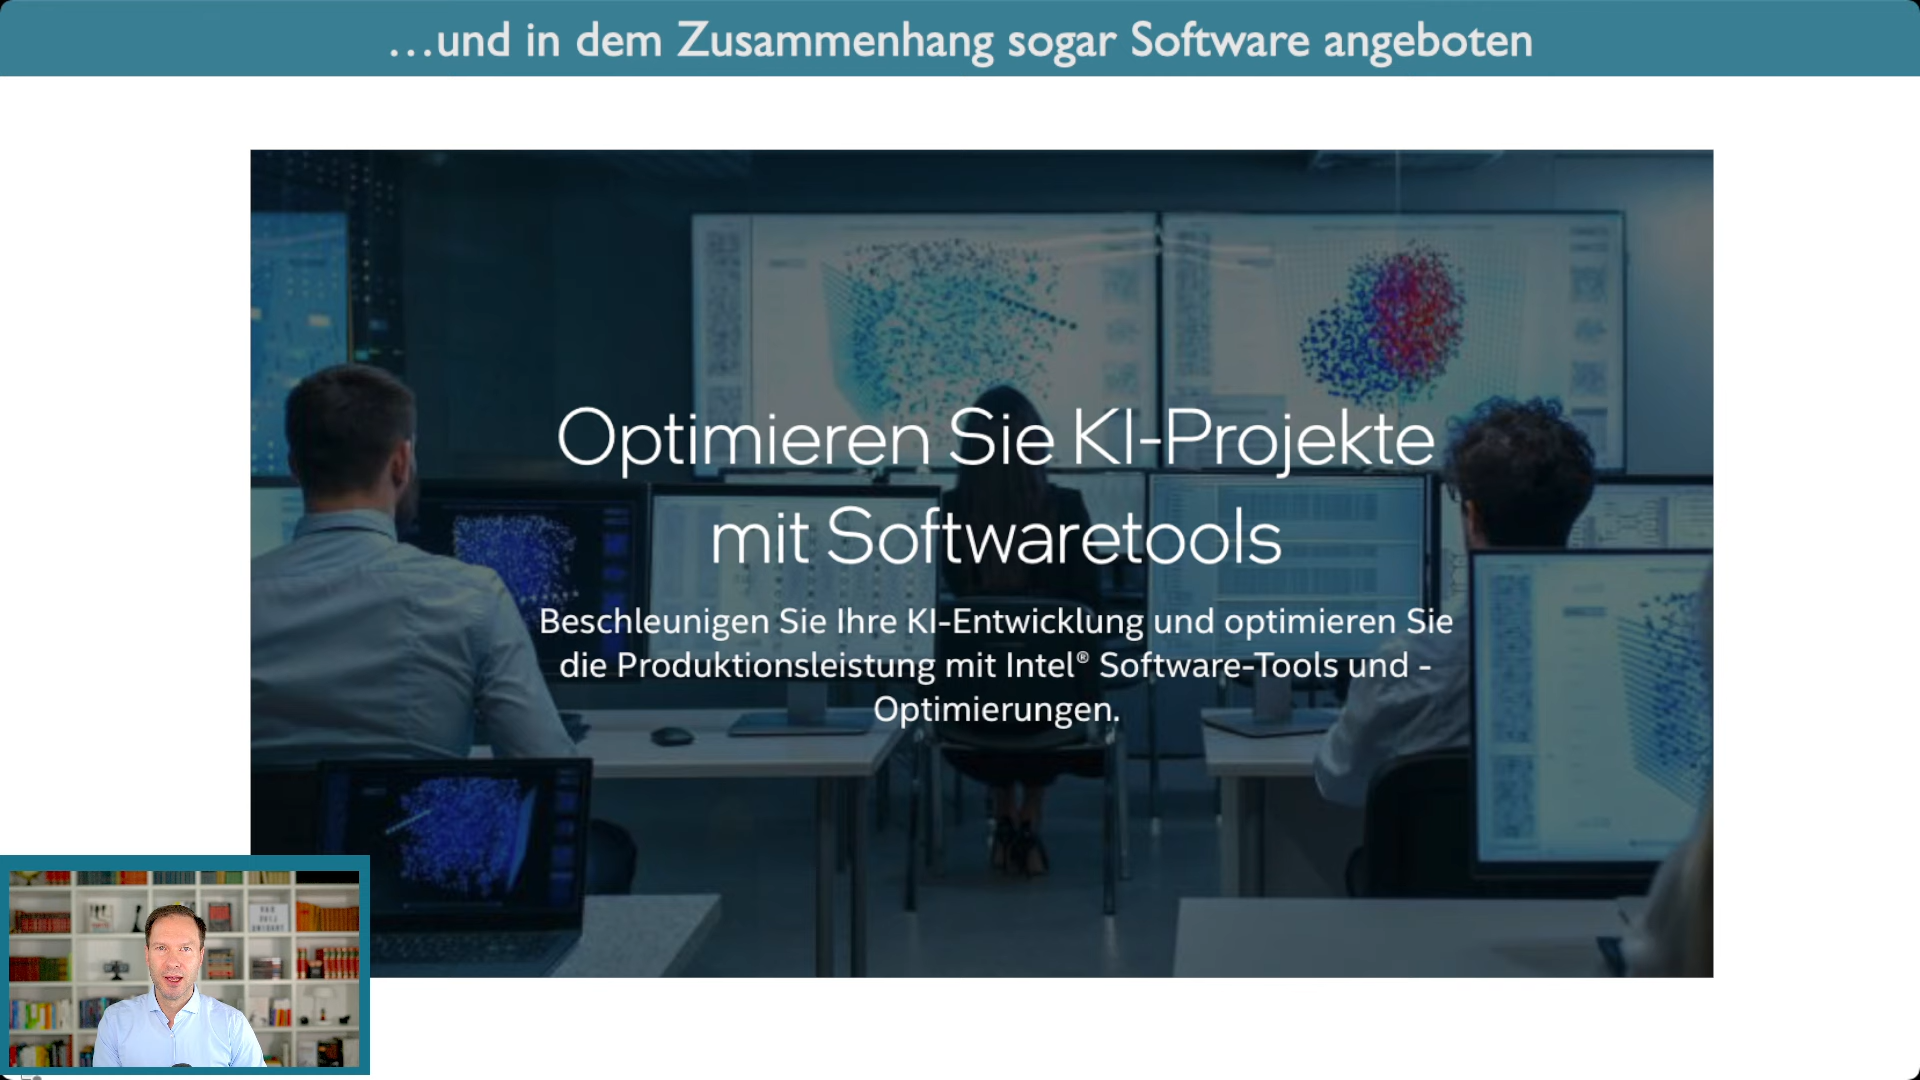 ...und in dem Zusammenhang sogar Software angeboten
Optimieren Sie KI-Projekte
mit Softwaretools
Beschleunigen Sie Ihre KI-Entwicklung und optimieren Sie
die Produktionsleistung mit Intel® Software-Tools und -
Optimierungen.